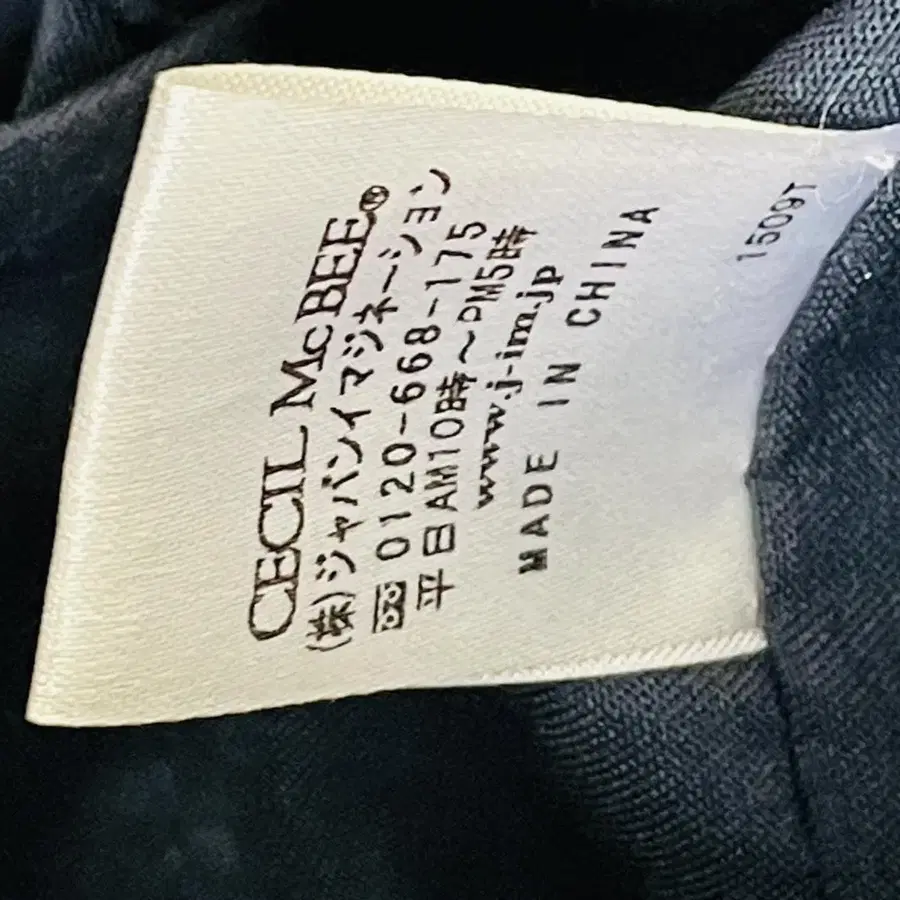 CECIL McBEE®
(株)ジャパンイマジネーション
0120-668-175
平日AM10時～PM5時
www.j-im.jp
MADE IN CHINA
1509T